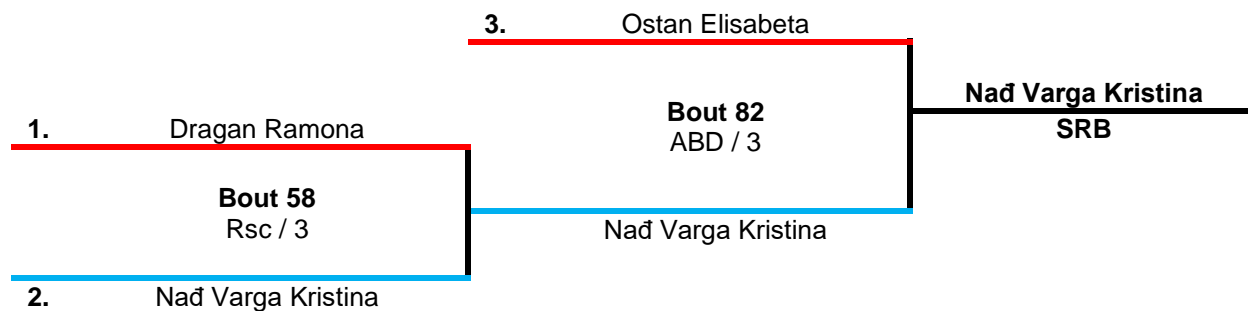 3. Ostan Elisabeta
Nađ Varga Kristina
Bout 82
ABD / 3
SRB
1. Dragan Ramona
Bout 58
Rsc / 3
Nađ Varga Kristina
2. Nađ Varga Kristina